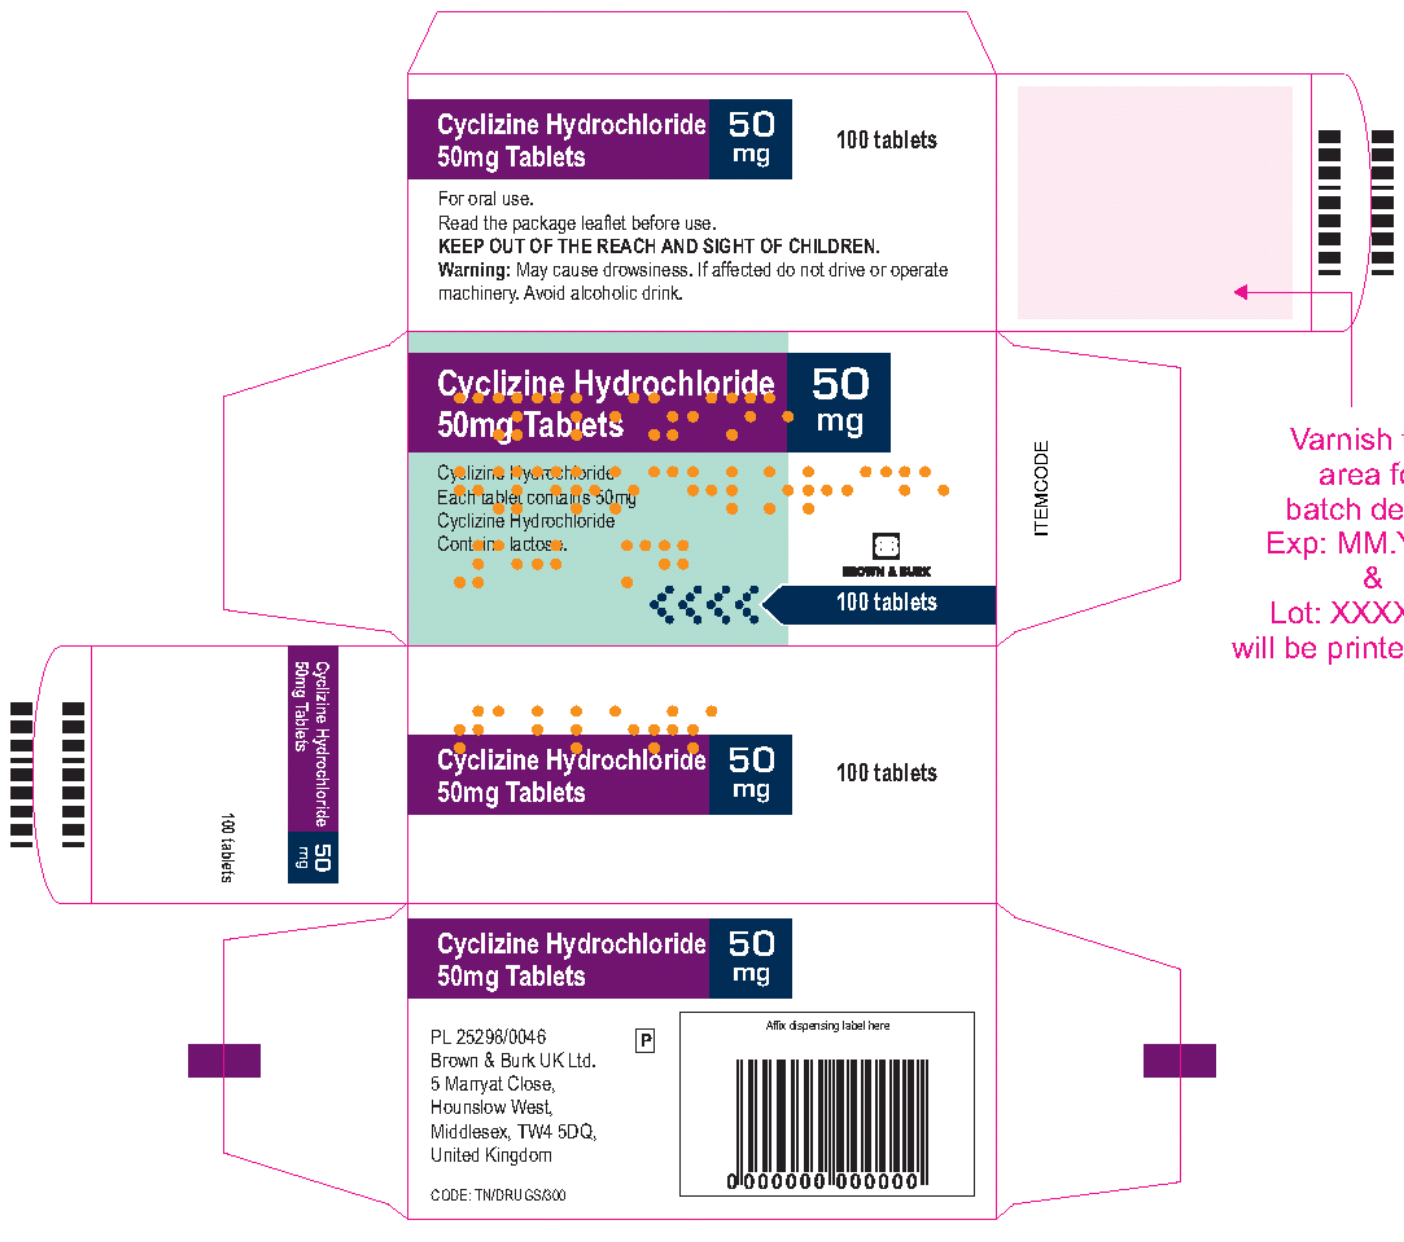 Cyclizine Hydrochloride
50mg Tablets
50
mg
100 tablets
For oral use.
Read the package leaflet before use.
KEEP OUT OF THE REACH AND SIGHT OF CHILDREN.
Warning: May cause drowsiness. If affected do not drive or operate
machinery. Avoid alcoholic drink.
Cyclizine Hydrochloride
50mg Tablets
50
mg
Cyclizine Hydrochloride
Each tablet contains 50mg
Cyclizine Hydrochloride
Contains lactose.
BROWN & BURK
100 tablets
ITEMCODE
Varnish
area
batch
Exp: MM.
&
Lot: XXXX
will be
Cyclizine Hydrochloride
50mg Tablets
50
mg
100 tablets
Cyclizine Hydrochloride
50mg Tablets
50
mg
100 tablets
Cyclizine Hydrochloride
50mg Tablets
50
mg
PL 25298/0046
Brown & Burk UK Ltd.
5 Marryat Close,
Hounslow West,
Middlesex, TW4 5DQ,
United Kingdom
CODE: TN/DRUGS/600
P
Affix dispensing label here
0 000000 000000